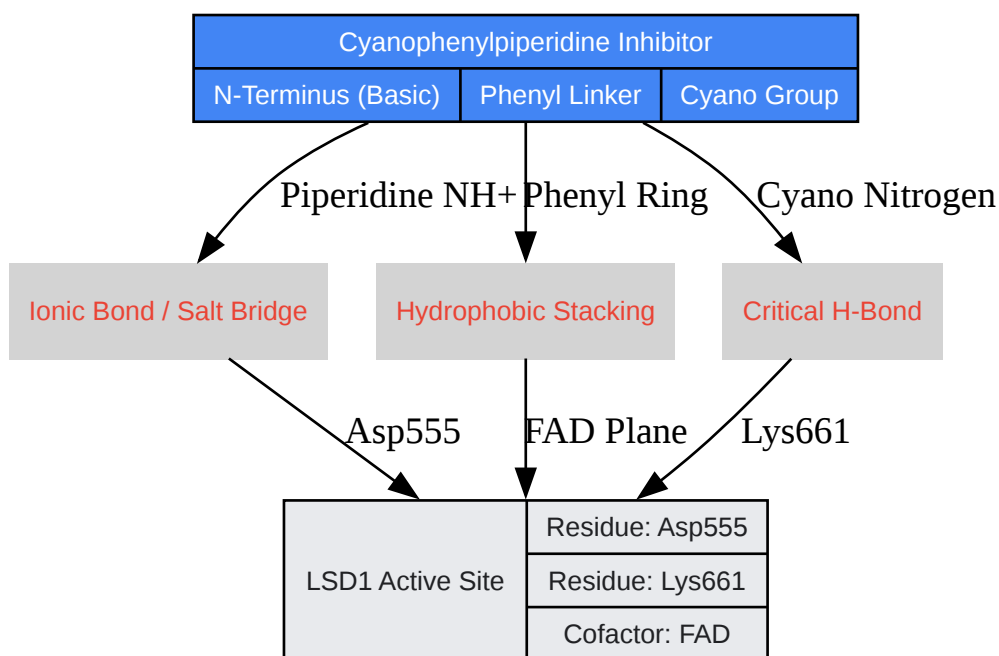 Cyanophenylpiperidine Inhibitor
N-Terminus (Basic)
Phenyl Linker
Cyano Group
Piperidine NH+
Phenyl Ring
Cyano Nitrogen
Ionic Bond / Salt Bridge
Hydrophobic Stacking
Critical H-Bond
Asp555
FAD Plane
Lys661
LSD1 Active Site
Residue: Asp555
Residue: Lys661
Cofactor: FAD